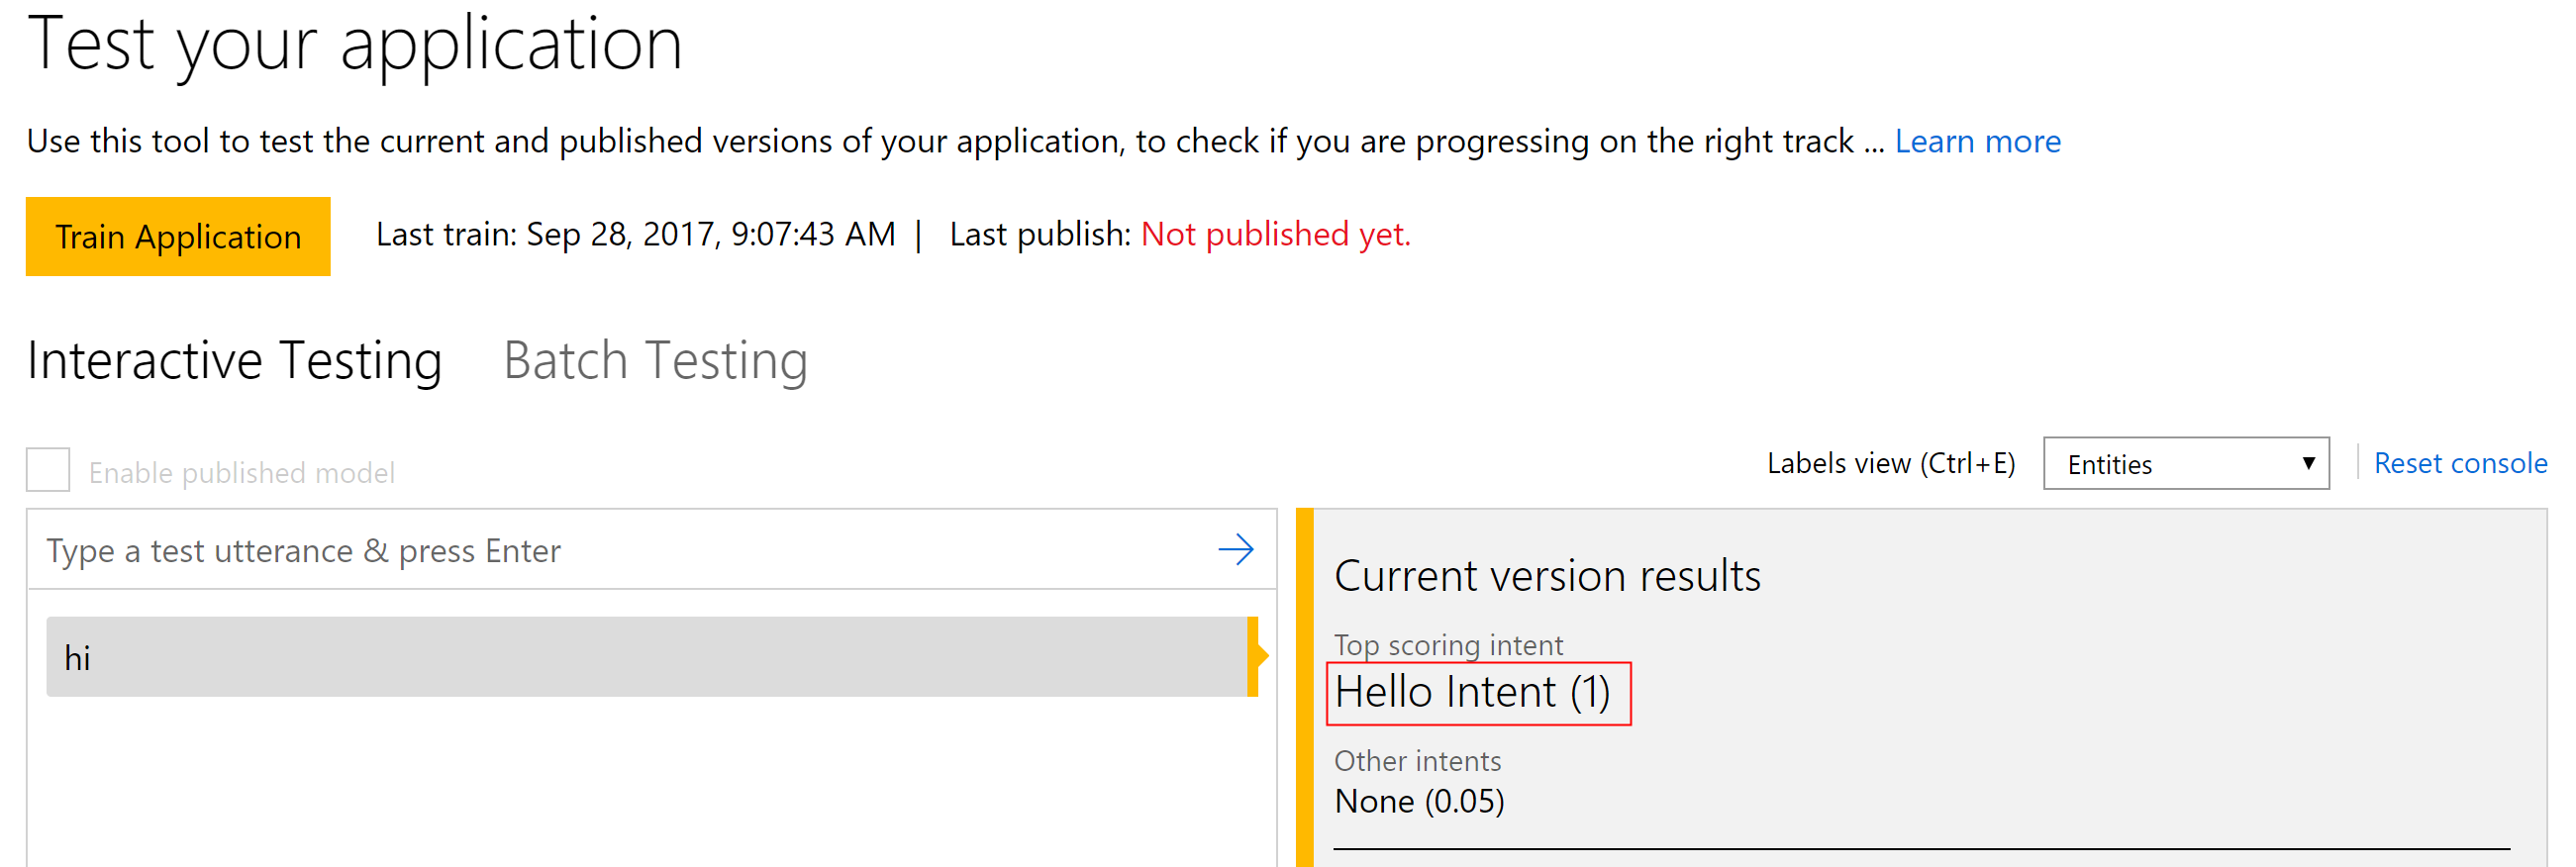 Test your application
Use this tool to test the current and published versions of your application, to check if you are progressing on the right track ... Learn more
Train Application Last train: Sep 28, 2017, 9:07:43 AM | Last publish: Not published yet.
Interactive Testing Batch Testing
Enable published model Labels view (Ctrl+E) Entities Reset console
Type a test utterance & press Enter
Current version results
hi
Top scoring intent
Hello Intent (1)
Other intents
None (0.05)